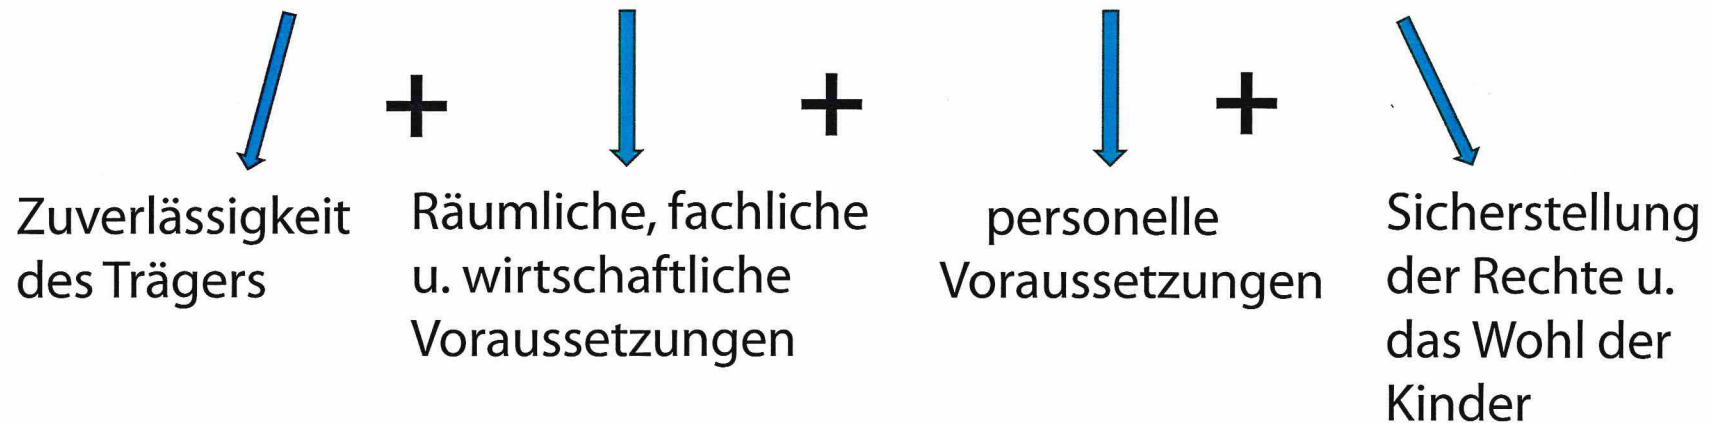 + + +
Zuverlässigkeit
des Trägers
Räumliche, fachliche
u. wirtschaftliche
Voraussetzungen
personelle
Voraussetzungen
Sicherstellung
der Rechte u.
das Wohl der
Kinder